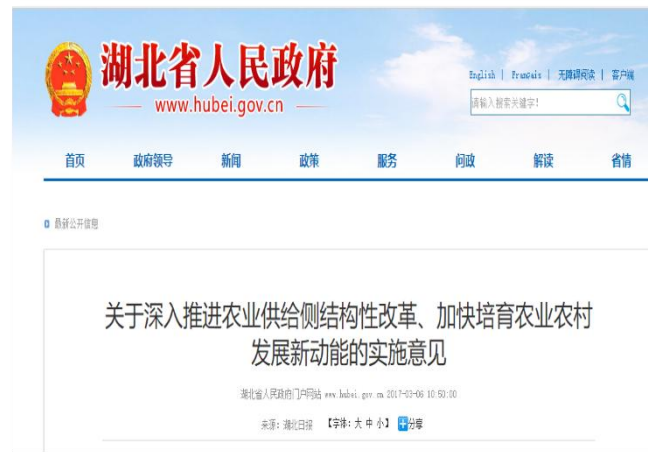 湖北省人民政府
www.hubei.gov.cn
English | Français | 无障碍阅读 | 客户端
请输入搜索关键字!
首页 政府领导 新闻 政策 服务 问政 解读 省情
最新公开信息
关于深入推进农业供给侧结构性改革、加快培育农业农村
发展新动能的实施意见
湖北省人民政府门户网站 www.hubei.gov.cn 2017-03-06 10:50:00
来源: 湖北日报 【字体: 大 中 小】 分享